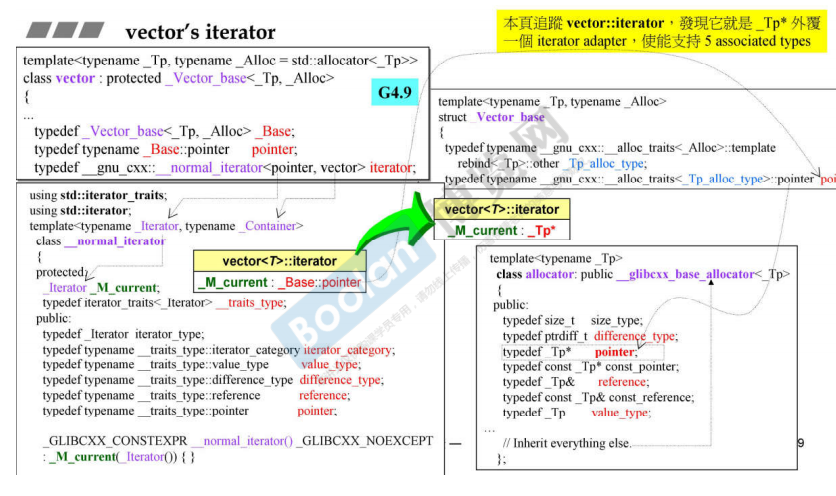 vector's iterator
本頁追蹤 vector::iterator，發現它就是 _Tp* 外覆
一個 iterator adapter，使能支持 5 associated types
template<typename _Tp, typename _Alloc = std::allocator<_Tp>>
class vector : protected _Vector_base<_Tp, _Alloc>
{
G4.9
...
typedef _Vector_base<_Tp, _Alloc> _Base;
typedef typename _Base::pointer pointer;
typedef __gnu_cxx::__normal_iterator<pointer, vector> iterator;
template<typename _Tp, typename _Alloc>
struct _Vector_base
{
typedef typename __gnu_cxx::__alloc_traits<_Alloc>::template
rebind<_Tp>::other _Tp_alloc_type;
typedef typename __gnu_cxx::__alloc_traits<_Tp_alloc_type>::pointer poi
using std::iterator_traits;
using std::iterator;
template<typename _Iterator, typename _Container>
class __normal_iterator
{
protected:
_Iterator _M_current;
typedef iterator_traits<_Iterator> __traits_type;
public:
typedef _Iterator iterator_type;
typedef typename __traits_type::iterator_category iterator_category;
typedef typename __traits_type::value_type value_type;
typedef typename __traits_type::difference_type difference_type;
typedef typename __traits_type::reference reference;
typedef typename __traits_type::pointer pointer;
_GLIBCXX_CONSTEXPR __normal_iterator() _GLIBCXX_NOEXCEPT
: _M_current(_Iterator()) { }
vector<T>::iterator
_M_current : _Base::pointer
vector<T>::iterator
_M_current : _Tp*
template<typename _Tp>
class allocator: public __glibcxx_base_allocator<_Tp>
{
public:
typedef size_t size_type;
typedef ptrdiff_t difference_type;
typedef _Tp* pointer;
typedef const _Tp* const_pointer;
typedef _Tp& reference;
typedef const _Tp& const_reference;
typedef _Tp value_type;
...
// Inherit everything else.
};
—
9
Boolan